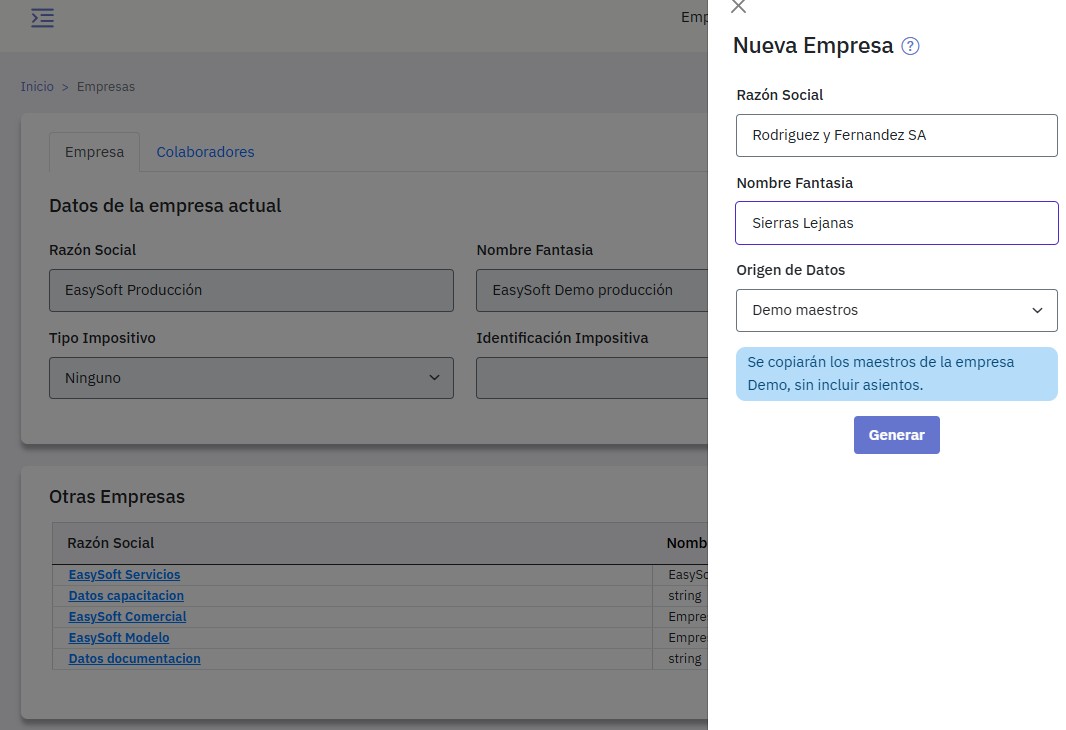 Emp
Inicio > Empresas
Empresa
Colaboradores
Datos de la empresa actual
Razón Social
Nombre Fantasia
EasySoft Producción
EasySoft Demo producción
Tipo Impositivo
Identificación Impositiva
Ninguno
Otras Empresas
Razón Social
Nomb
EasySoft Servicios
EasySo
Datos capacitacion
string
EasySoft Comercial
Empre
EasySoft Modelo
Empre
Datos documentacion
string
Nueva Empresa ?
Razón Social
Rodriguez y Fernandez SA
Nombre Fantasia
Sierras Lejanas
Origen de Datos
Demo maestros
Se copiarán los maestros de la empresa
Demo, sin incluir asientos.
Generar